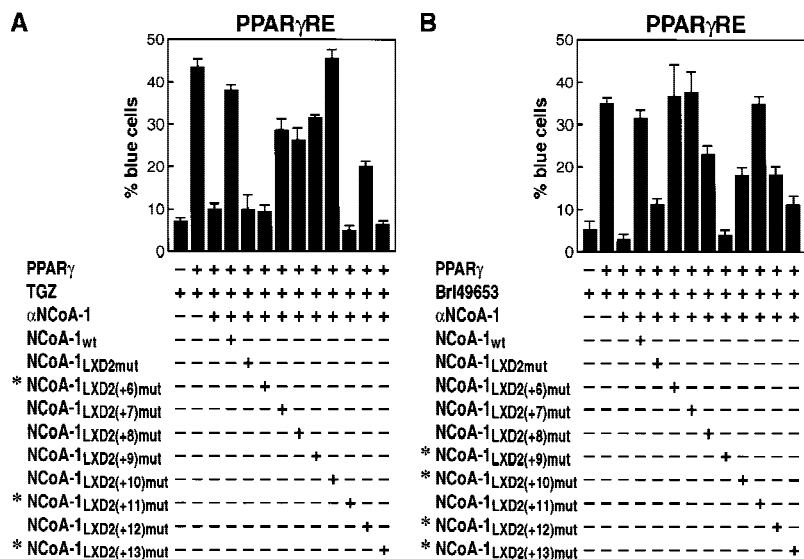 A
PPARγRE
% blue cells
50
40
30
20
10
0
PPARγ − + + + + + + + + + + + +
TGZ + + + + + + + + + + + + +
αNCoA-1 − − + + + + + + + + + + +
NCoA-1wt − − − + − − − − − − − − −
NCoA-1LXD2mut − − − − + − − − − − − − −
* NCoA-1LXD2(+6)mut − − − − − + − − − − − − −
NCoA-1LXD2(+7)mut − − − − − − + − − − − − −
NCoA-1LXD2(+8)mut − − − − − − − + − − − − −
NCoA-1LXD2(+9)mut − − − − − − − − + − − − −
NCoA-1LXD2(+10)mut − − − − − − − − − + − − −
* NCoA-1LXD2(+11)mut − − − − − − − − − − + − −
NCoA-1LXD2(+12)mut − − − − − − − − − − − + −
* NCoA-1LXD2(+13)mut − − − − − − − − − − − − +
B
PPARγRE
% blue cells
50
40
30
20
10
0
PPARγ − + + + + + + + + + + + +
Brl49653 + + + + + + + + + + + + +
αNCoA-1 − − + + + + + + + + + + +
NCoA-1wt − − − + − − − − − − − − −
NCoA-1LXD2mut − − − − + − − − − − − − −
NCoA-1LXD2(+6)mut − − − − − + − − − − − − −
NCoA-1LXD2(+7)mut − − − − − − + − − − − − −
NCoA-1LXD2(+8)mut − − − − − − − + − − − − −
* NCoA-1LXD2(+9)mut − − − − − − − − + − − − −
* NCoA-1LXD2(+10)mut − − − − − − − − − + − − −
NCoA-1LXD2(+11)mut − − − − − − − − − − + − −
* NCoA-1LXD2(+12)mut − − − − − − − − − − − + −
* NCoA-1LXD2(+13)mut − − − − − − − − − − − − +